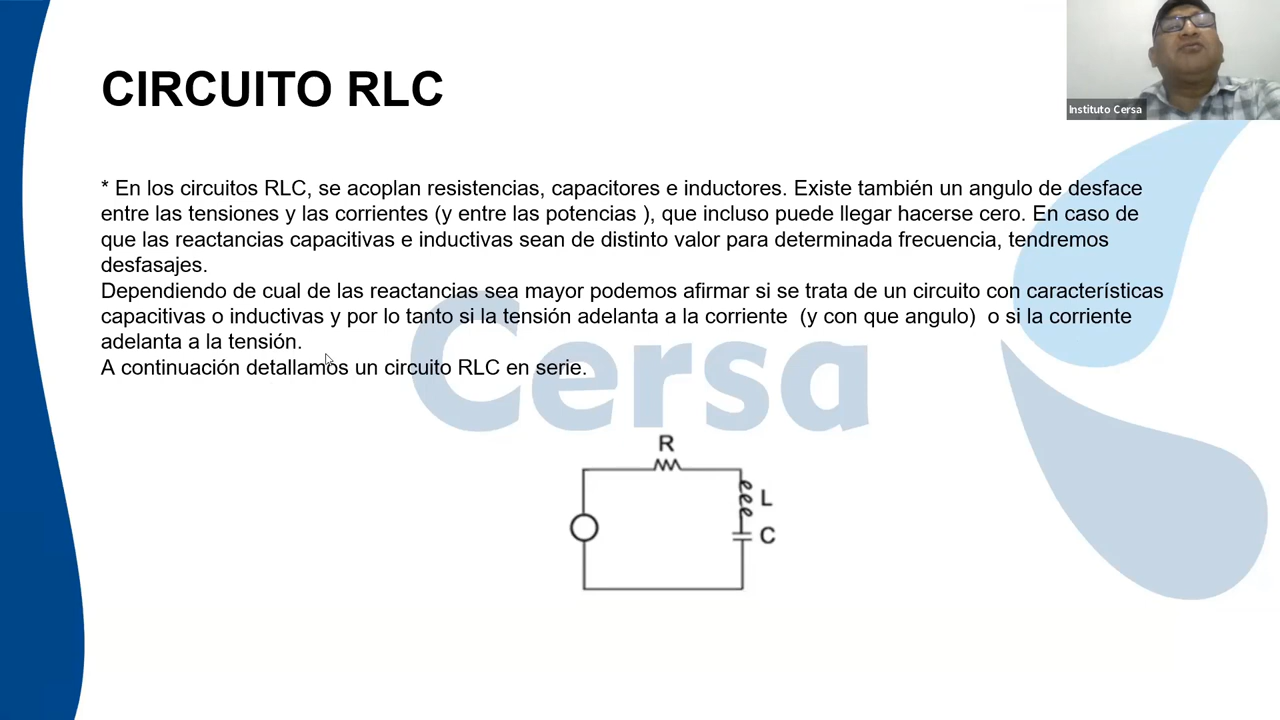 CIRCUITO RLC
Instituto Cersa
* En los circuitos RLC, se acoplan resistencias, capacitores e inductores. Existe también un angulo de desface
entre las tensiones y las corrientes (y entre las potencias ), que incluso puede llegar hacerse cero. En caso de
que las reactancias capacitivas e inductivas sean de distinto valor para determinada frecuencia, tendremos
desfasajes.
Dependiendo de cual de las reactancias sea mayor podemos afirmar si se trata de un circuito con características
capacitivas o inductivas y por lo tanto si la tensión adelanta a la corriente  (y con que angulo)  o si la corriente
adelanta a la tensión.
A continuación detallamos un circuito RLC en serie.
Cersa
R
L
C